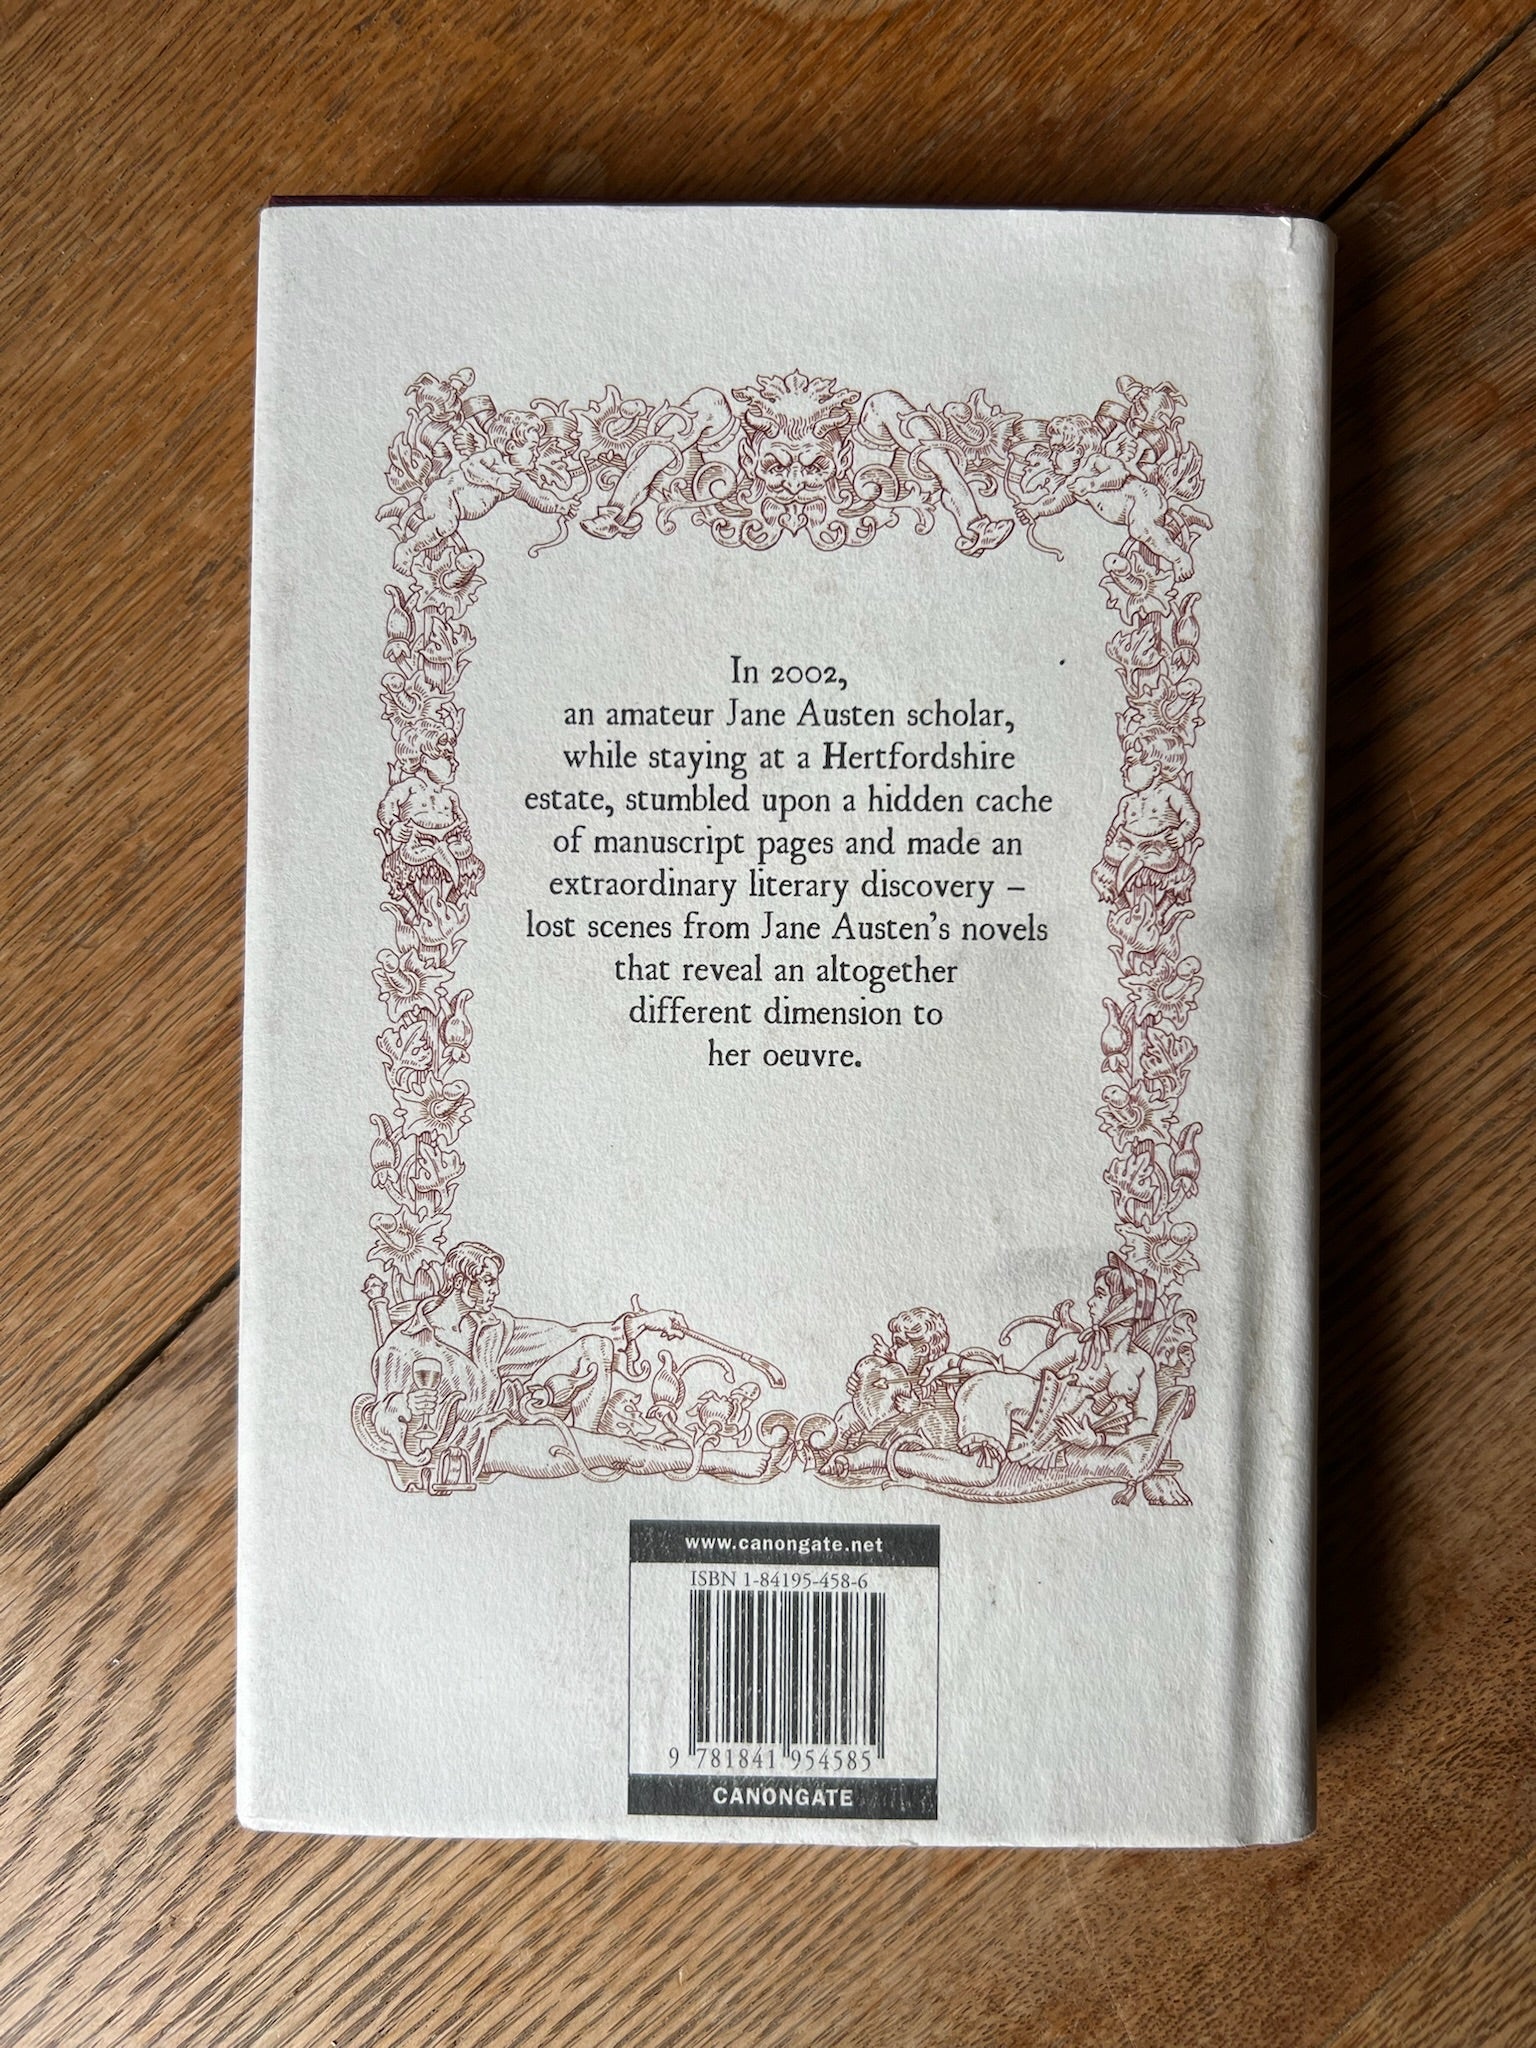 In 2002,
an amateur Jane Austen scholar,
while staying at a Hertfordshire
estate, stumbled upon a hidden cache
of manuscript pages and made an
extraordinary literary discovery –
lost scenes from Jane Austen's novels
that reveal an altogether
different dimension to
her oeuvre.
www.canongate.net
ISBN 1-84195-458-6
9 781841 954585
CANONGATE